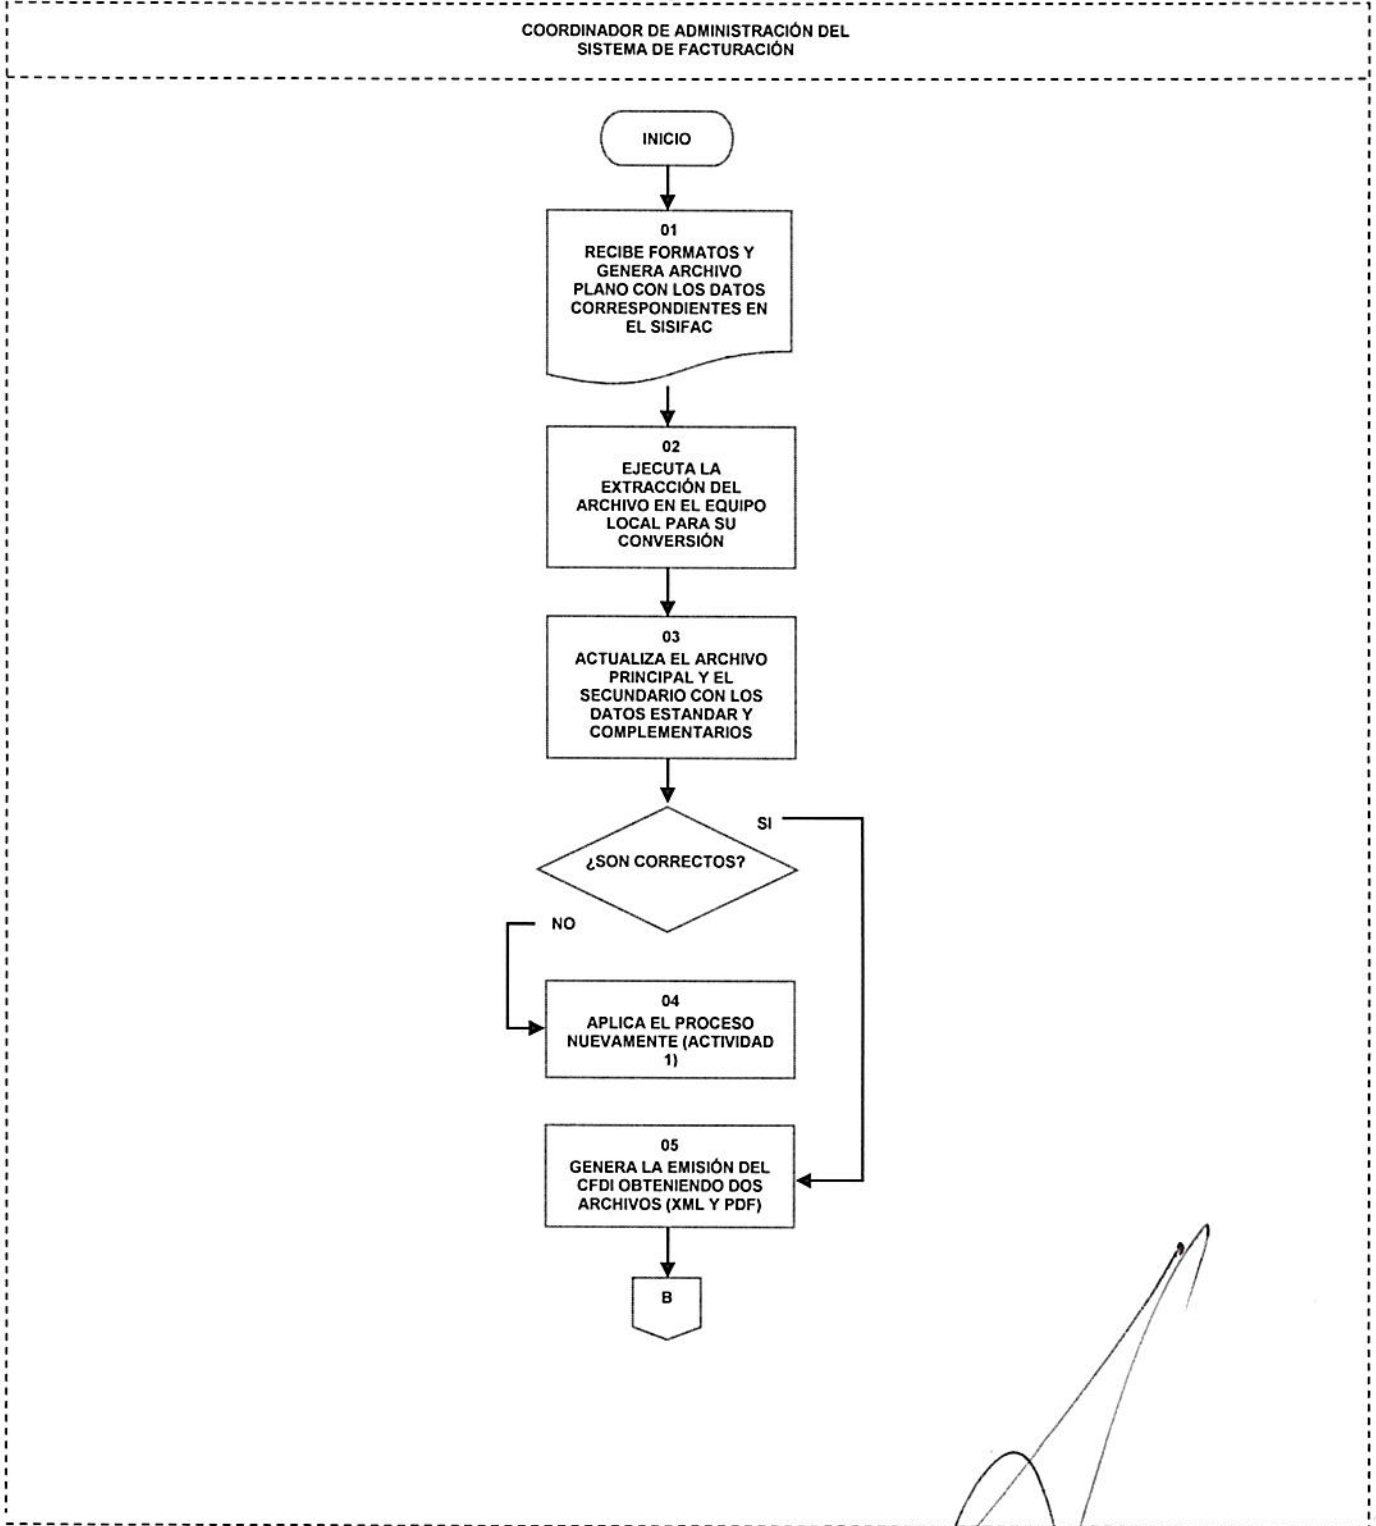 COORDINADOR DE ADMINISTRACIÓN DEL
SISTEMA DE FACTURACIÓN
INICIO
01
RECIBE FORMATOS Y
GENERA ARCHIVO
PLANO CON LOS DATOS
CORRESPONDIENTES EN
EL SISIFAC
02
EJECUTA LA
EXTRACCIÓN DEL
ARCHIVO EN EL EQUIPO
LOCAL PARA SU
CONVERSIÓN
03
ACTUALIZA EL ARCHIVO
PRINCIPAL Y EL
SECUNDARIO CON LOS
DATOS ESTANDAR Y
COMPLEMENTARIOS
SI
¿SON CORRECTOS?
NO
04
APLICA EL PROCESO
NUEVAMENTE (ACTIVIDAD
1)
05
GENERA LA EMISIÓN DEL
CFDI OBTENIENDO DOS
ARCHIVOS (XML Y PDF)
B